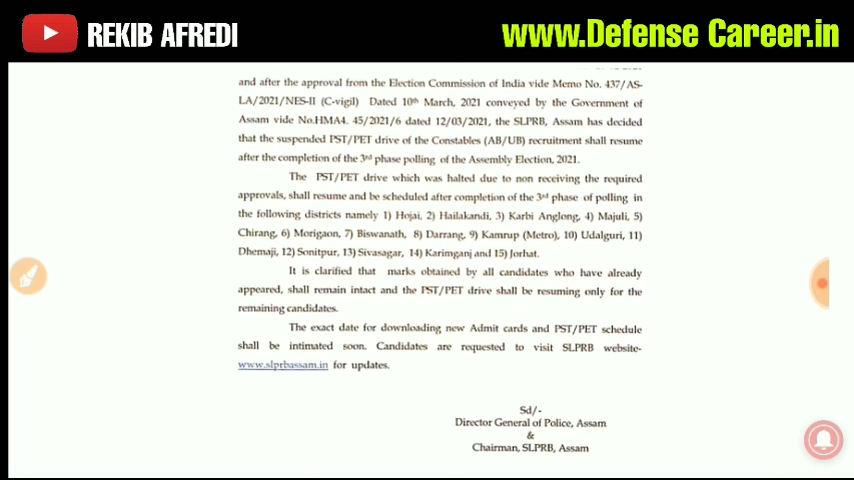 REKIB AFREDI
www.Defense Career.in
and after the approval from the Election Commission of India vide Memo No. 437/AS-
LA/2021/NES-II (C-vigil) Dated 10th March, 2021 conveyed by the Government of
Assam vide No.HMA4. 45/2021/6 dated 12/03/2021, the SLPRB, Assam has decided
that the suspended PST/PET drive of the Constables (AB/UB) recruitment shall resume
after the completion of the 3rd phase polling of the Assembly Election, 2021.
The PST/PET drive which was halted due to non receiving the required
approvals, shall resume and be scheduled after completion of the 3rd phase of polling in
the following districts namely 1) Hojai, 2) Hailakandi, 3) Karbi Anglong, 4) Majuli, 5)
Chirang, 6) Morigaon, 7) Biswanath, 8) Darrang, 9) Kamrup (Metro), 10) Udalguri, 11)
Dhemaji, 12) Sonitpur, 13) Sivasagar, 14) Karimganj and 15) Jorhat.
It is clarified that marks obtained by all candidates who have already
appeared, shall remain intact and the PST/PET drive shall be resuming only for the
remaining candidates.
The exact date for downloading new Admit cards and PST/PET schedule
shall be intimated soon. Candidates are requested to visit SLPRB website-
www.slprbassam.in for updates.
Sd/-
Director General of Police, Assam
&
Chairman, SLPRB, Assam